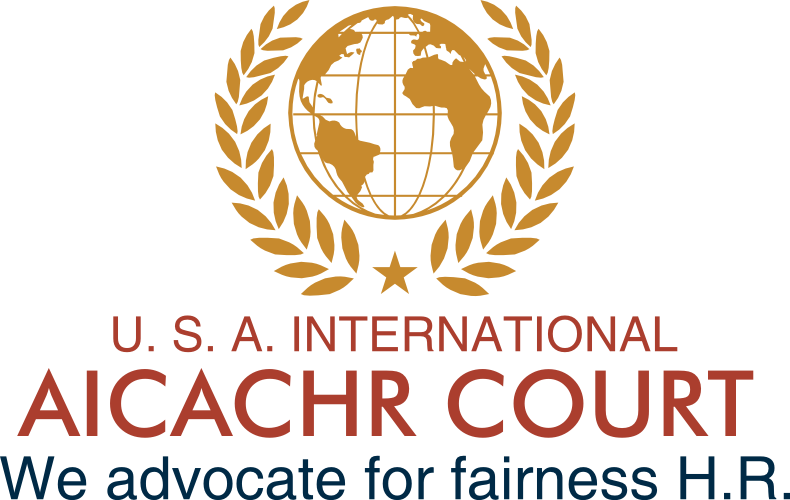 U. S. A. INTERNATIONAL
AICACHR COURT
We advocate for fairness H.R.